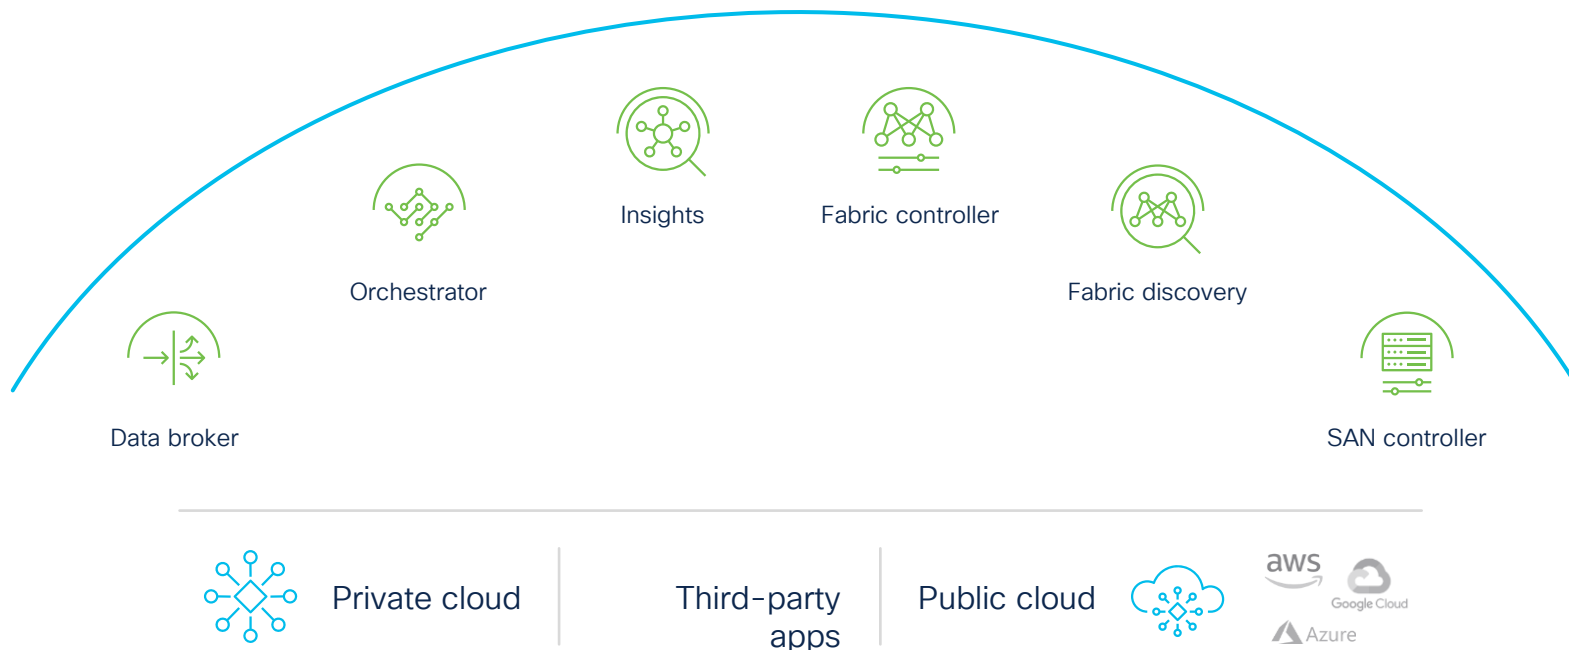 Insights
Fabric controller
Orchestrator
Fabric discovery
Data broker
SAN controller
Private cloud
Third-party
apps
Public cloud
aws
Google Cloud
Azure